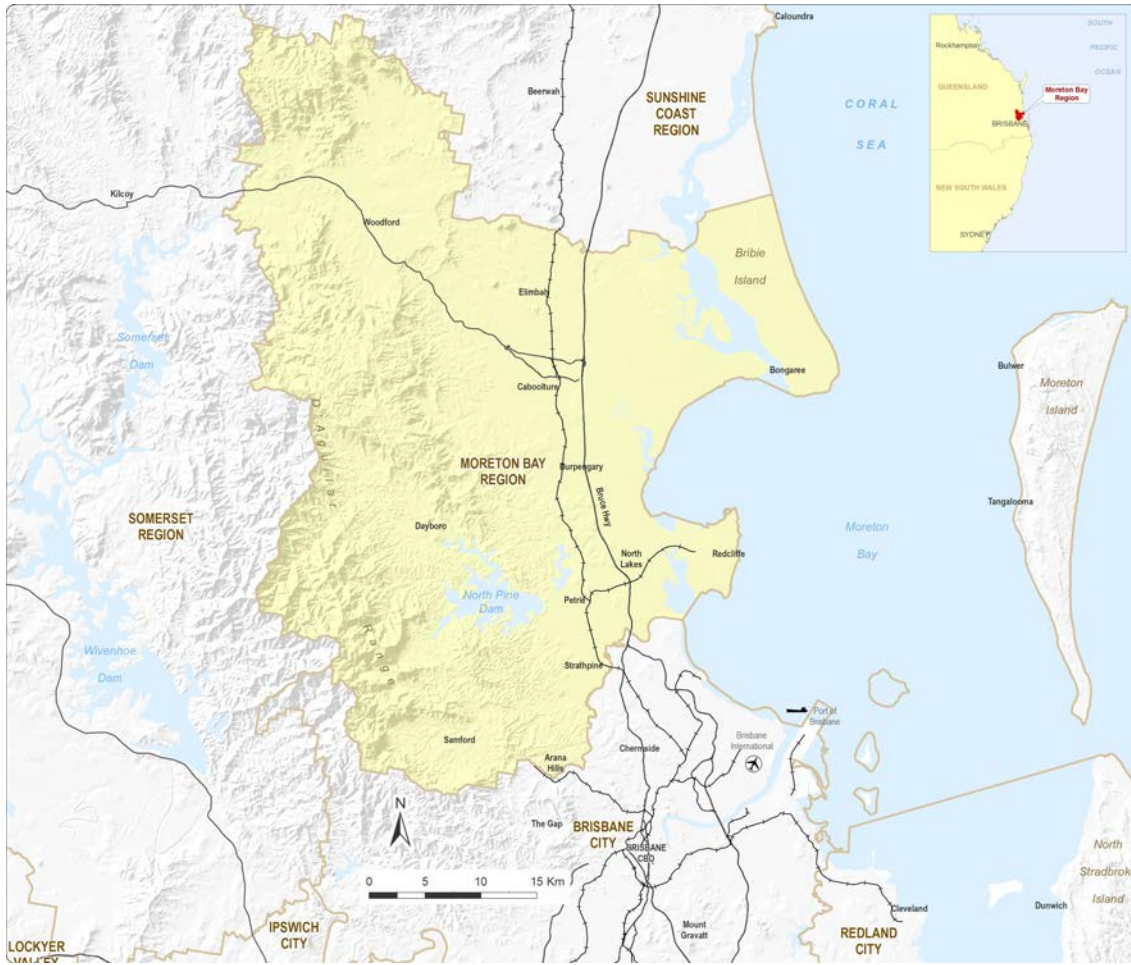 Caloundra
Beerwah
SUNSHINE
COAST
REGION
CORAL
SEA
SOUTH
PACIFIC
OCEAN
Rockhampton
QUEENSLAND
Moreton Bay
Region
BRISBANE
NEW SOUTH WALES
SYDNEY
Kilcoy
Woodford
Bribie
Island
Elimbah
Somerset
Dam
Caboolture
Bongaree
Bulwer
Moreton
Island
D'Aguilar
MORETON BAY
REGION
Burpengary
Bruce Hwy
Tangalooma
SOMERSET
REGION
Dayboro
Moreton
Bay
North
Lakes
Redcliffe
North Pine
Dam
Petrie
Wivenhoe
Dam
Range
Strathpine
Samford
Arana
Hills
Chermside
Brisbane
International
Port of
Brisbane
N
The Gap
BRISBANE
CITY
BRISBANE
CBD
0 5 10 15 Km
North
Stradbrok
Island
Dunwich
Cleveland
Mount
Gravatt
REDLAND
CITY
IPSWICH
CITY
LOCKYER
VALLEY